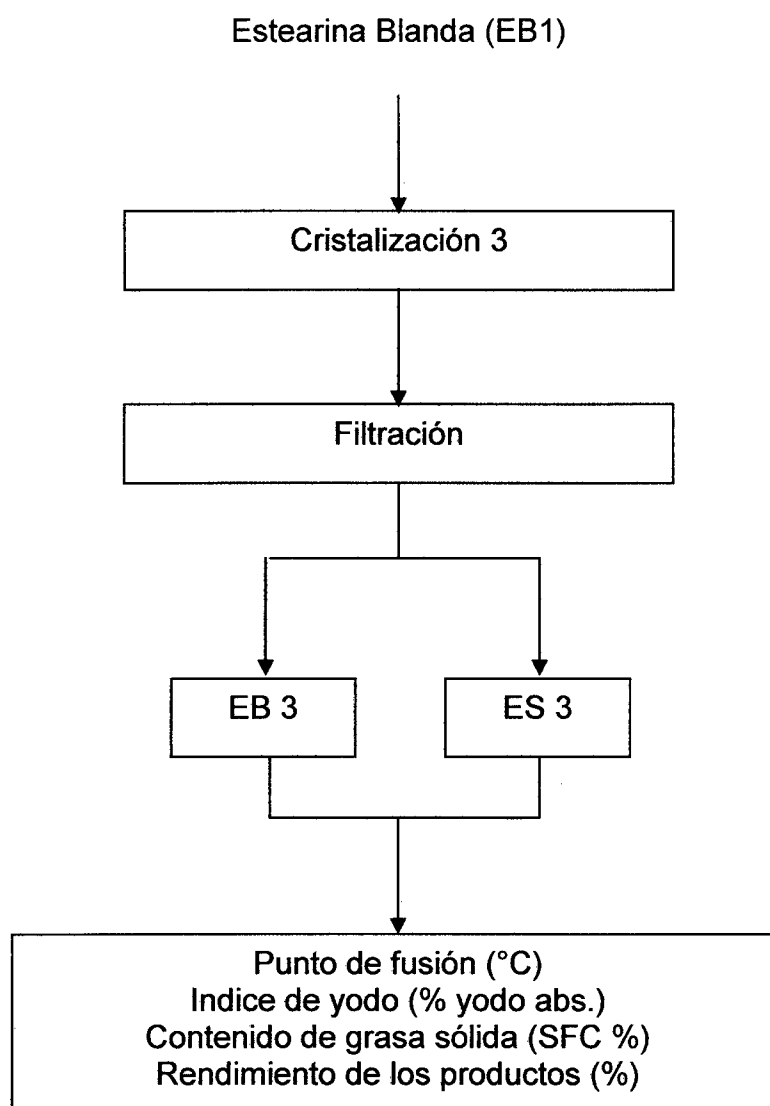 Estearina Blanda (EB1)
Cristalización 3
Filtración
EB 3
ES 3
Punto de fusión (°C)
Indice de yodo (% yodo abs.)
Contenido de grasa sólida (SFC %)
Rendimiento de los productos (%)